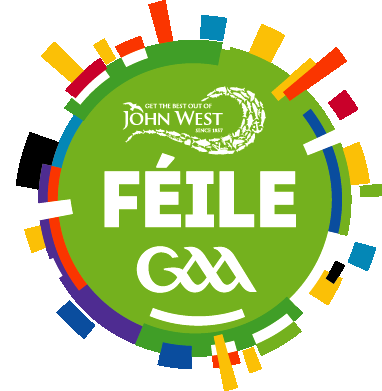 GET THE BEST OUT OF
JOHN WEST
SINCE 1857
FÉILE
GAA